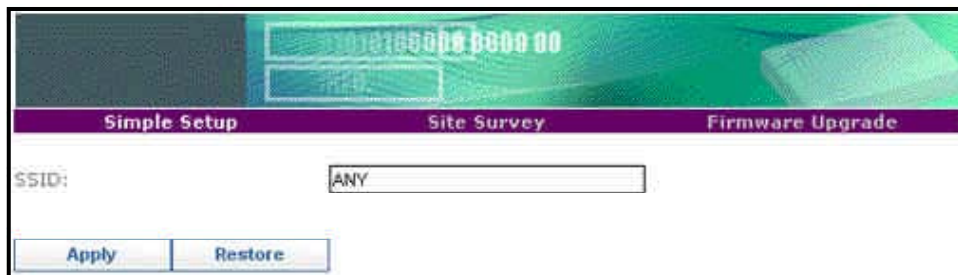 Simple Setup Site Survey Firmware Upgrade
SSID: ANY
Apply Restore